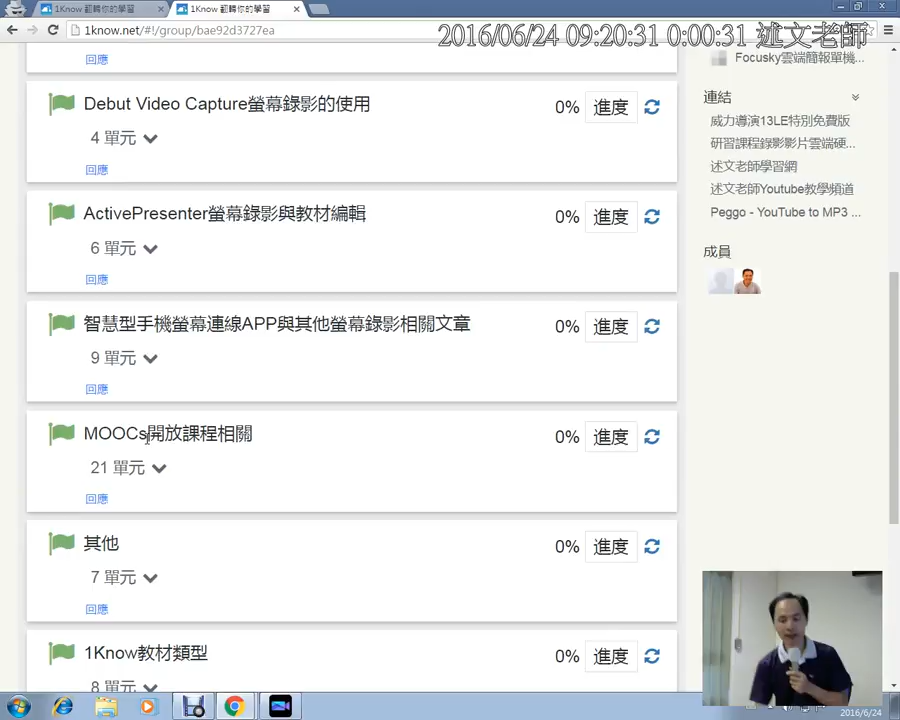 1Know 翻轉你的學習
1Know 翻轉你的學習
1know.net/#!/group/bae92d3727ea
2016/06/24 09:20:31 0:00:31 述文老師
回應
Debut Video Capture螢幕錄影的使用
0% 進度
4 單元
回應
ActivePresenter螢幕錄影與教材編輯
0% 進度
6 單元
回應
智慧型手機螢幕連線APP與其他螢幕錄影相關文章
0% 進度
9 單元
回應
MOOCs開放課程相關
0% 進度
21 單元
回應
其他
0% 進度
7 單元
回應
1Know教材類型
0% 進度
8 單元
Focusky雲端簡報單機...
連結
威力導演13LE特別免費版
研習課程錄影影片雲端硬...
述文老師學習網
述文老師Youtube教學頻道
Peggo - YouTube to MP3 ...
成員
2016/6/24